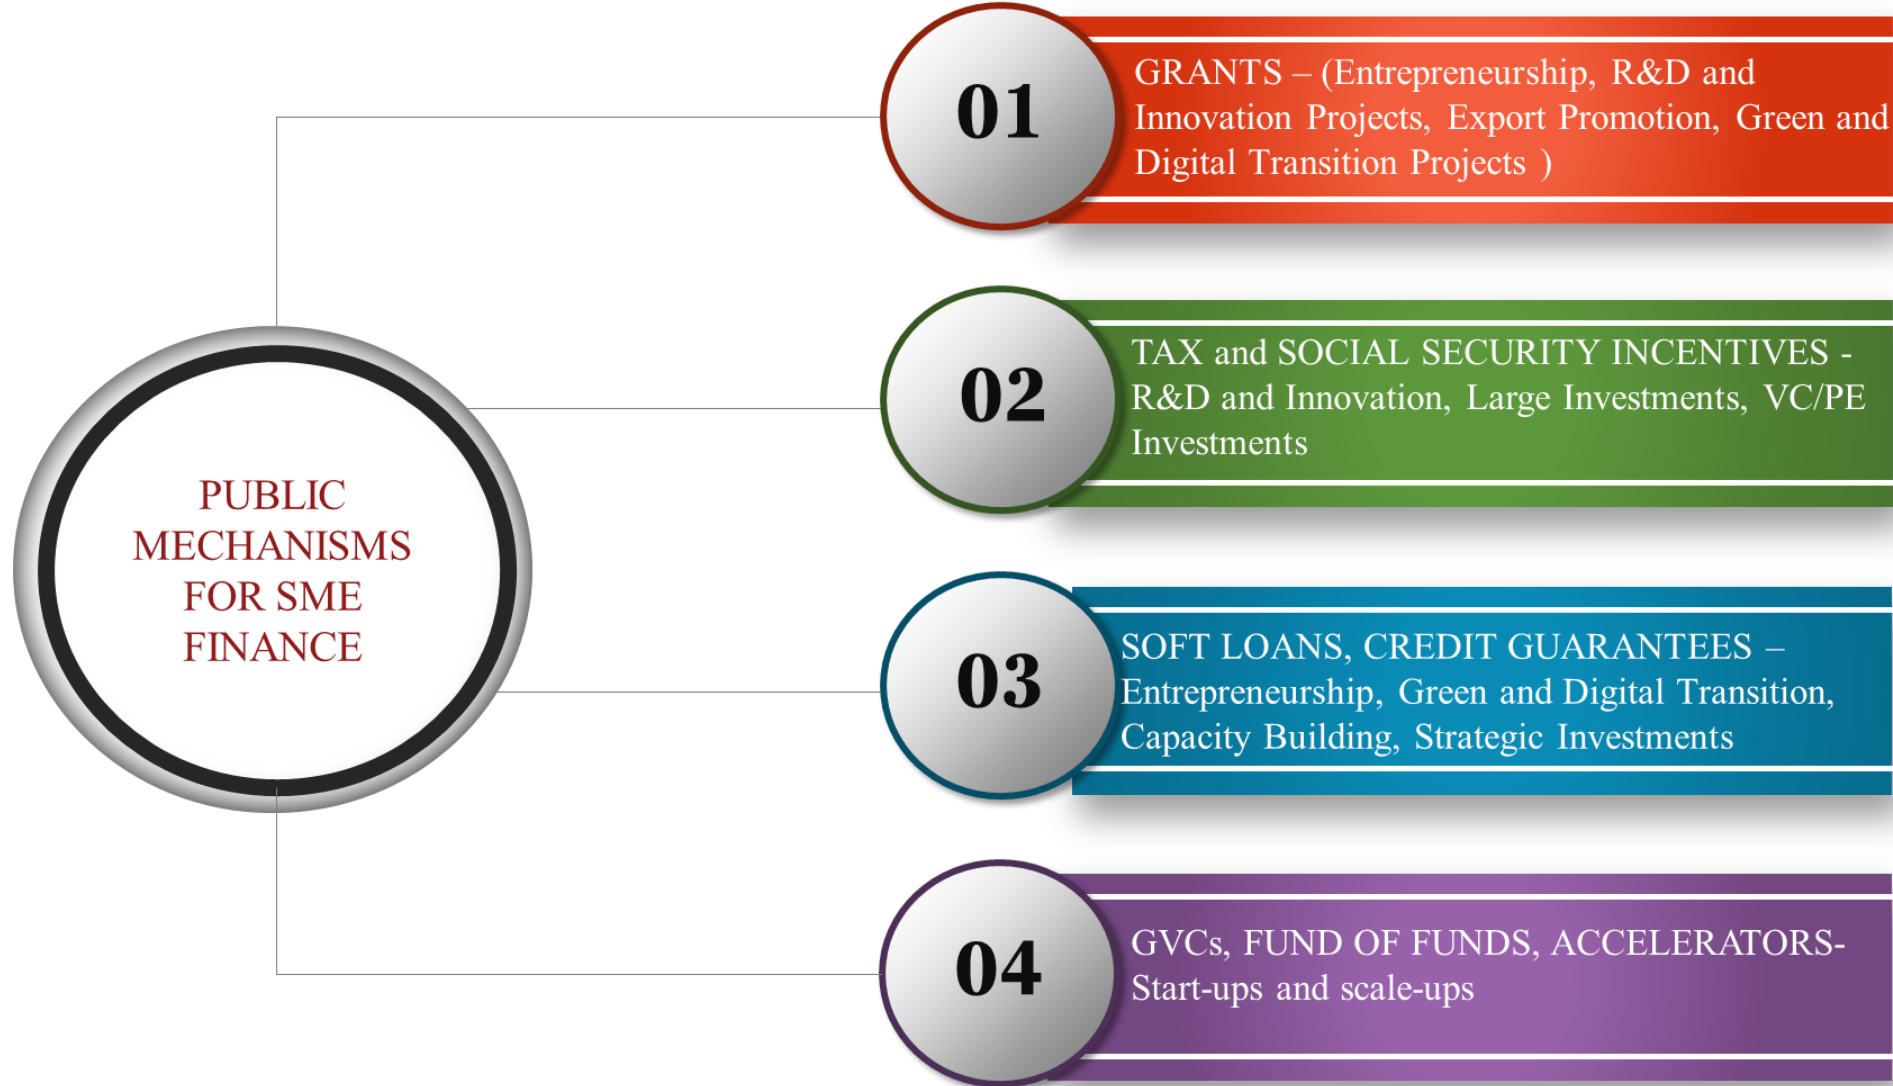 PUBLIC
MECHANISMS
FOR SME
FINANCE
01
GRANTS – (Entrepreneurship, R&D and
Innovation Projects, Export Promotion, Green and
Digital Transition Projects )
02
TAX and SOCIAL SECURITY INCENTIVES -
R&D and Innovation, Large Investments, VC/PE
Investments
03
SOFT LOANS, CREDIT GUARANTEES –
Entrepreneurship, Green and Digital Transition,
Capacity Building, Strategic Investments
04
GVCs, FUND OF FUNDS, ACCELERATORS-
Start-ups and scale-ups